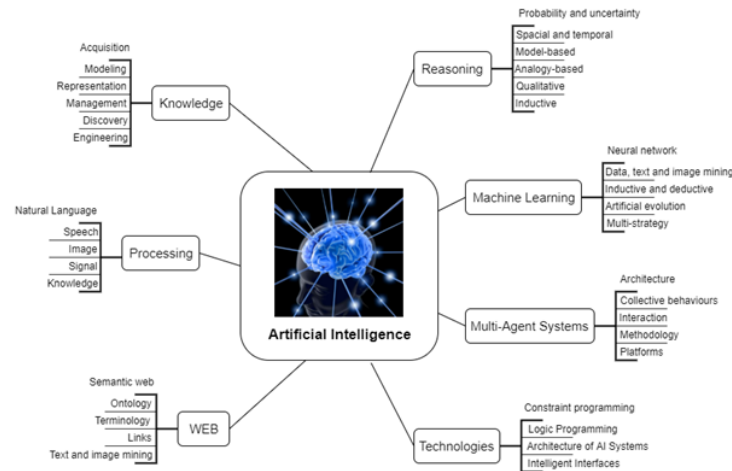 Acquisition
Modeling
Representation
Management
Discovery
Engineering
Knowledge
Natural Language
Speech
Image
Signal
Knowledge
Processing
Semantic web
Ontology
Terminology
Links
Text and image mining
WEB
Artificial Intelligence
Reasoning
Probability and uncertainty
Spacial and temporal
Model-based
Analogy-based
Qualitative
Inductive
Machine Learning
Neural network
Data, text and image mining
Inductive and deductive
Artificial evolution
Multi-strategy
Multi-Agent Systems
Architecture
Collective behaviours
Interaction
Methodology
Platforms
Technologies
Constraint programming
Logic Programming
Architecture of AI Systems
Intelligent Interfaces